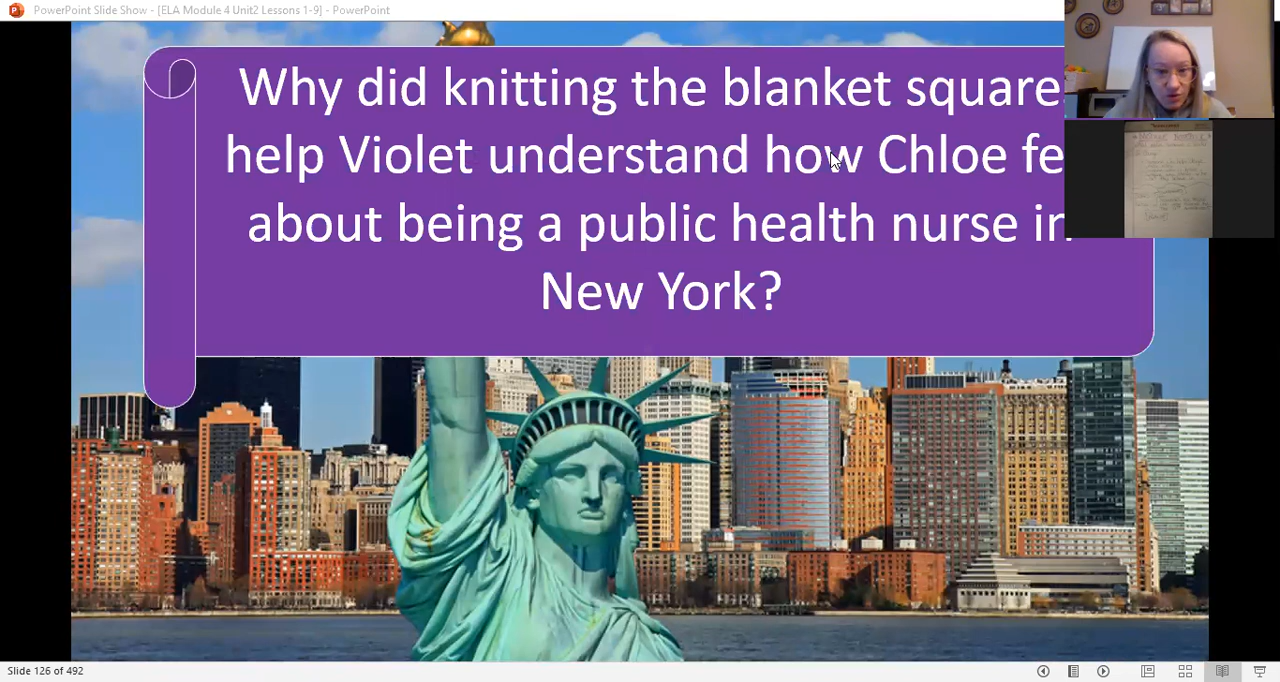 PowerPoint Slide Show - [ELA Module 4 Unit2 Lessons 1-9] - PowerPoint
Why did knitting the blanket square
help Violet understand how Chloe fe
about being a public health nurse in
New York?
Slide 126 of 492